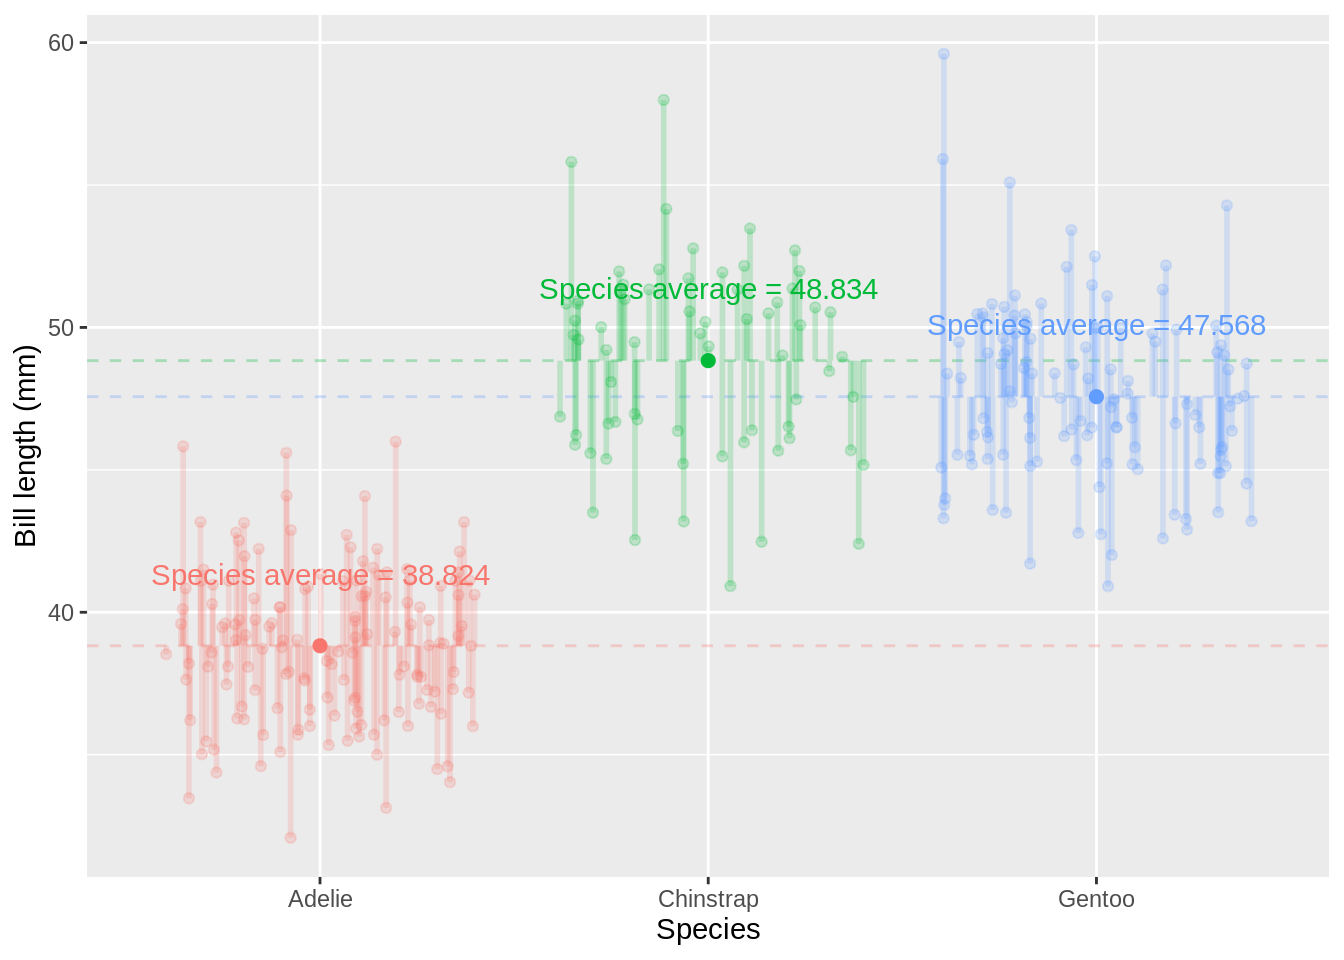 60
50
40
Bill length (mm)
Species average = 48.834
Species average = 47.568
Species average = 38.824
Adelie
Chinstrap
Gentoo
Species